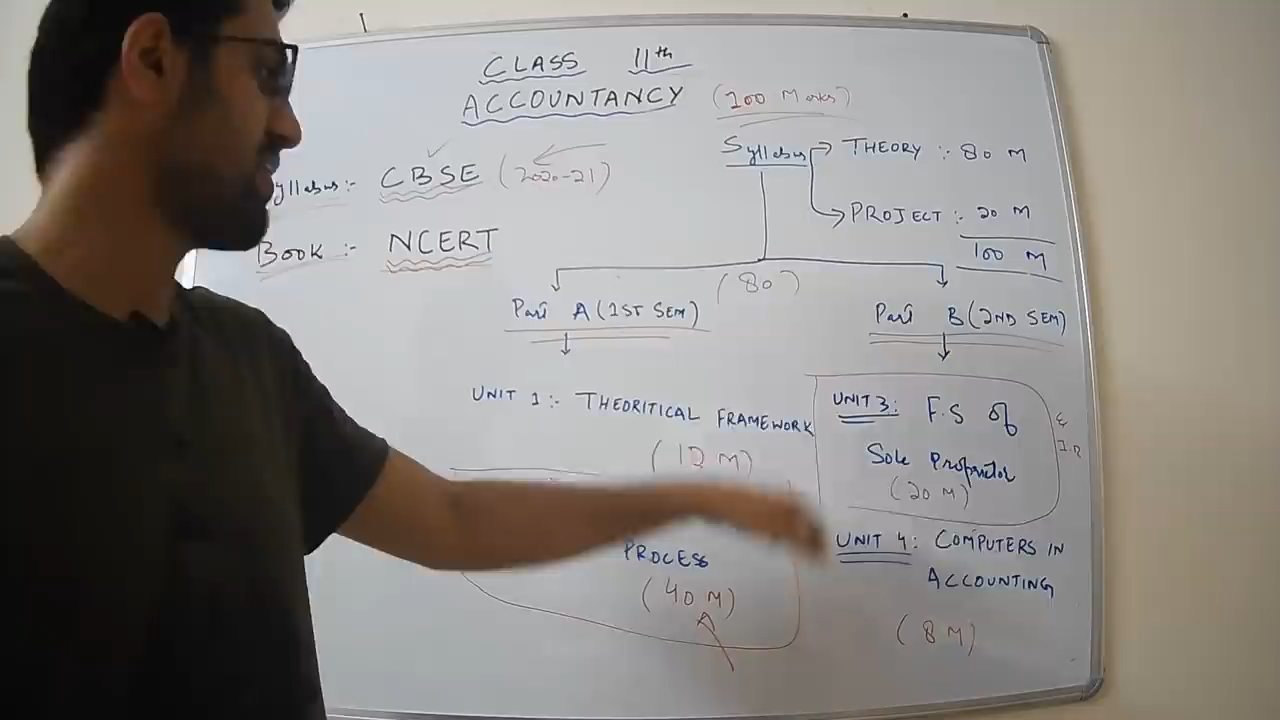 CLASS 11th
ACCOUNTANCY (100 Marks)
yllabus:- CBSE (2020-21)
Book :- NCERT
Syllabus → THEORY :- 80 M
→ PROJECT :- 20 M
100 M
(80)
Part A (1ST SEM)
UNIT 1 :- THEORITICAL FRAMEWORK
(12 M)
PROCESS
(40 M)
Part B (2ND SEM)
UNIT 3: F.S of
Sole Proprietor
(20 M)
UNIT 4: COMPUTERS IN
ACCOUNTING
(8 M)